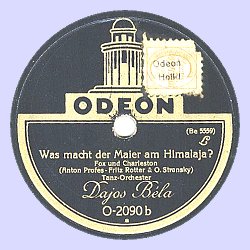 Odeon
(Be 5559)
ODEON
Was macht der Maier am Himalaja?
Fox und Charleston
(Anton Profes - Fritz Rotter & O. Stransky)
Tanz-Orchester
Dajos Béla
O-2090 b